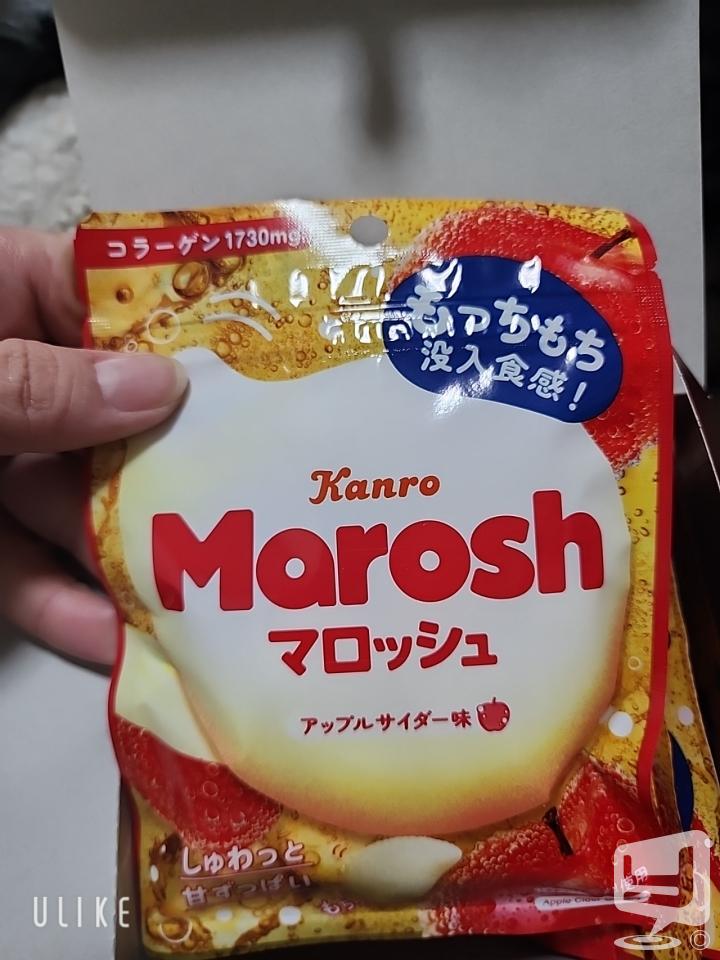 コラーゲン1730mg
もっちもち
没入食感!
Kanro
Marosh
マロッシュ
アップルサイダー味
しゅわっと
甘ずっぱい
使用
ULIKE